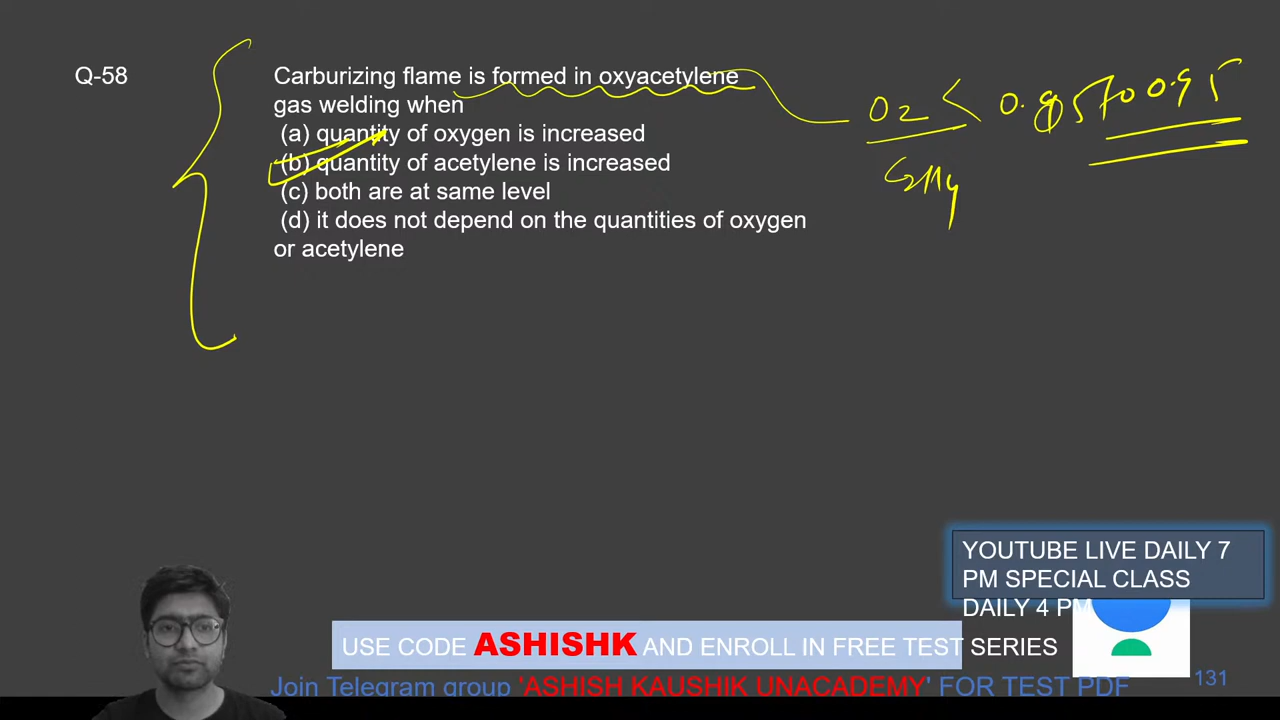 Q-58
Carburizing flame is formed in oxyacetylene
gas welding when
(a) quantity of oxygen is increased
(b) quantity of acetylene is increased
(c) both are at same level
(d) it does not depend on the quantities of oxygen
or acetylene
O2 < 0.85 to 0.95
YOUTUBE LIVE DAILY 7
PM SPECIAL CLASS
DAILY 4 PM
USE CODE ASHISHK AND ENROLL IN FREE TEST SERIES
Join Telegram group 'ASHISH KAUSHIK UNACADEMY' FOR TEST PDF
131